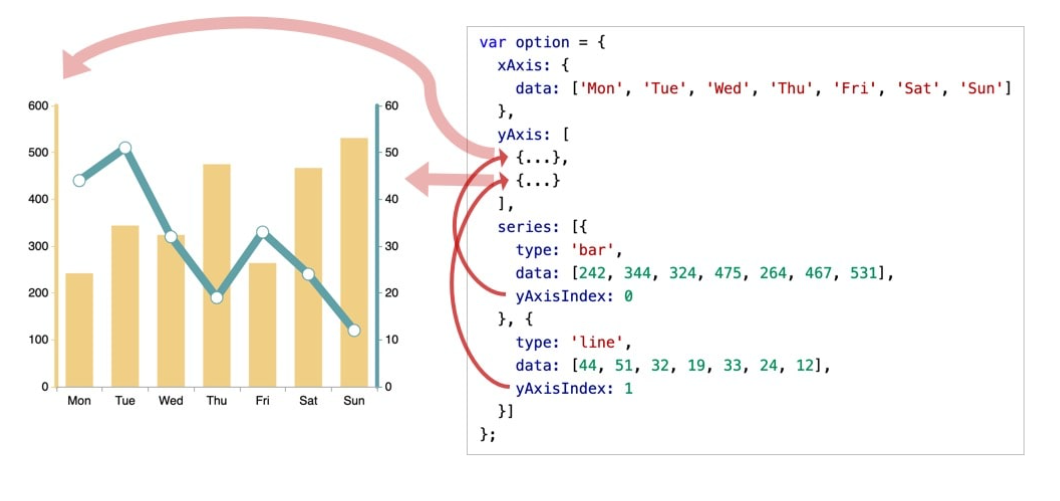 600
500
400
300
200
100
0
60
50
40
30
20
10
0
Mon Tue Wed Thu Fri Sat Sun
var option = {
  xAxis: {
    data: ['Mon', 'Tue', 'Wed', 'Thu', 'Fri', 'Sat', 'Sun']
  },
  yAxis: [
    {...},
    {...}
  ],
  series: [{
    type: 'bar',
    data: [242, 344, 324, 475, 264, 467, 531],
    yAxisIndex: 0
  }, {
    type: 'line',
    data: [44, 51, 32, 19, 33, 24, 12],
    yAxisIndex: 1
  }]
};